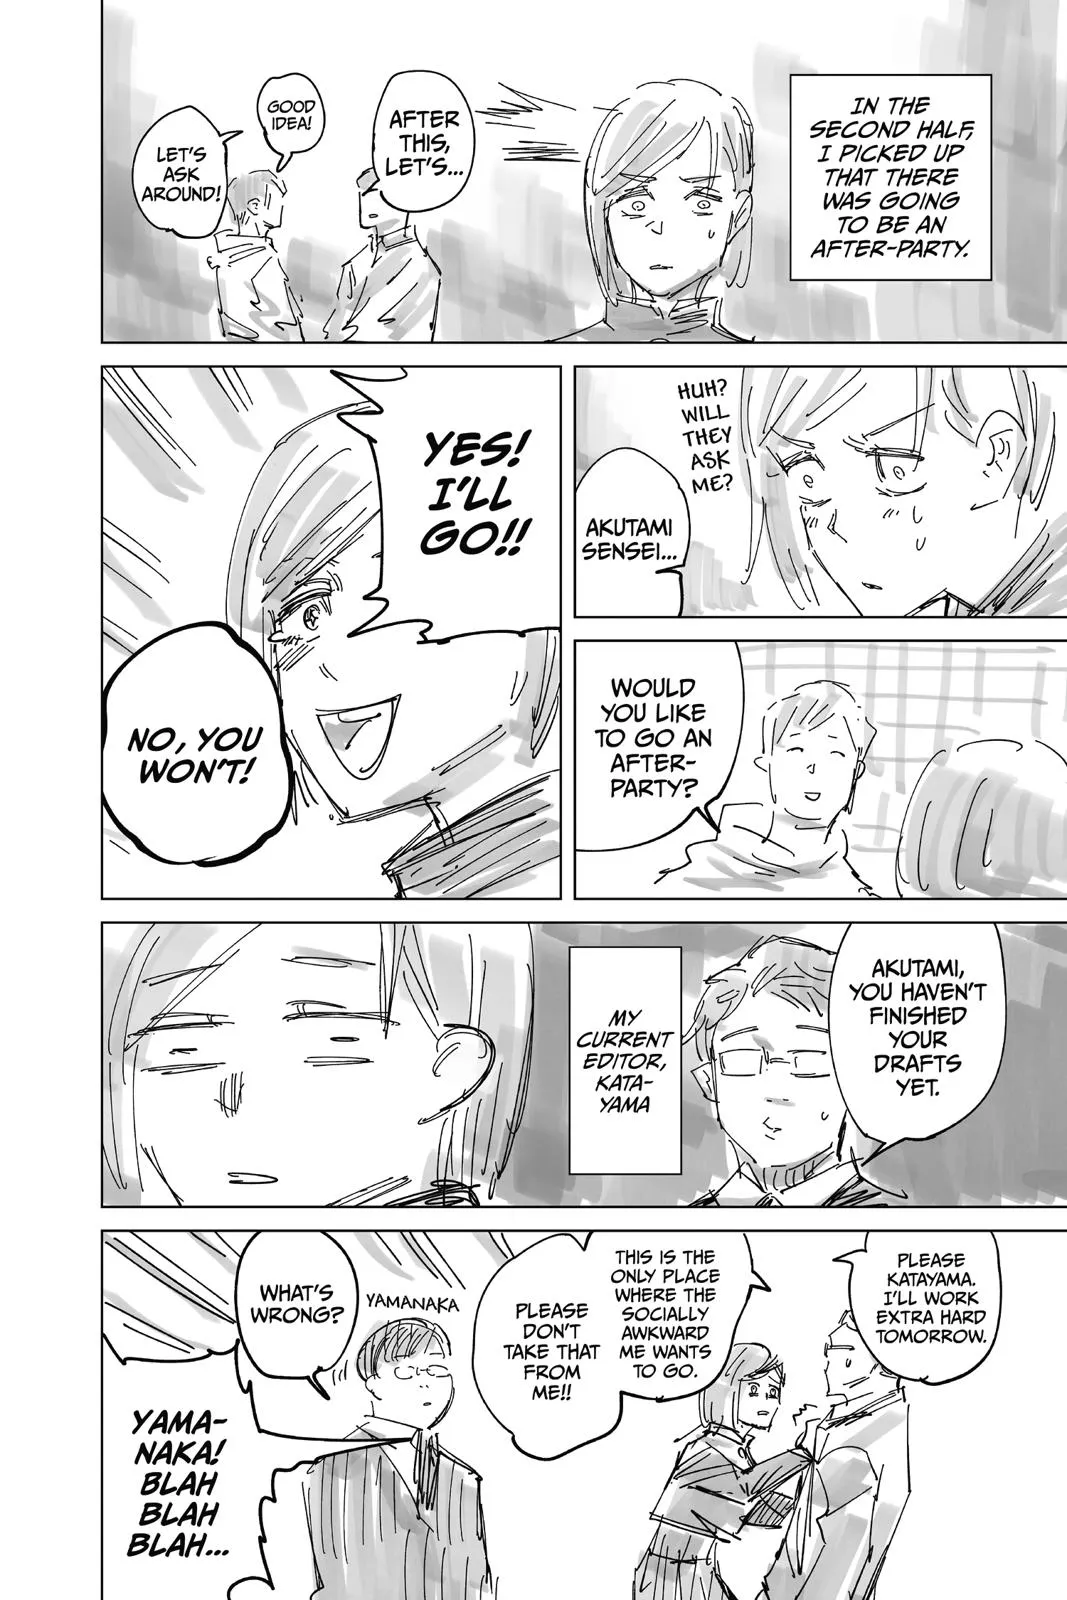 IN THE
SECOND HALF,
I PICKED UP
THAT THERE
WAS GOING
TO BE AN
AFTER-PARTY.
AFTER
THIS,
LET'S...
GOOD
IDEA!
LET'S
ASK
AROUND!
HUH?
WILL
THEY
ASK
ME?
AKUTAMI
SENSEI...
WOULD
YOU LIKE
TO GO AN
AFTER-
PARTY?
YES!
I'LL
GO!!
NO, YOU
WON'T!
AKUTAMI,
YOU HAVEN'T
FINISHED
YOUR
DRAFTS
YET.
MY
CURRENT
EDITOR,
KATA-
YAMA
PLEASE
KATAYAMA.
I'LL WORK
EXTRA HARD
TOMORROW.
THIS IS THE
ONLY PLACE
WHERE THE
SOCIALLY
AWKWARD
ME WANTS
TO GO.
PLEASE
DON'T
TAKE THAT
FROM
ME!!
YAMANAKA
WHAT'S
WRONG?
YAMA-
NAKA!
BLAH
BLAH
BLAH...